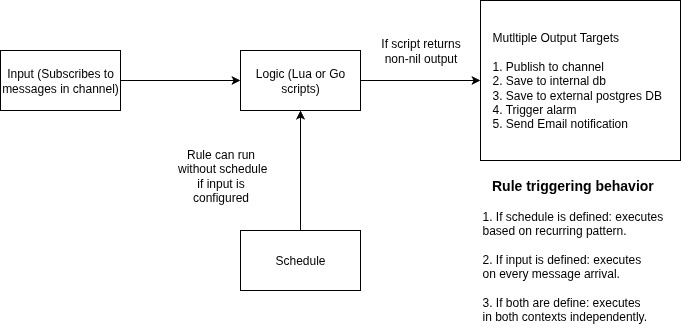 Input (Subscribes to
messages in channel)
Logic (Lua or Go
scripts)
If script returns
non-nil output
Mutltiple Output Targets
1. Publish to channel
2. Save to internal db
3. Save to external postgres DB
4. Trigger alarm
5. Send Email notification
Rule can run
without schedule
if input is
configured
Schedule
Rule triggering behavior
1. If schedule is defined: executes
based on recurring pattern.
2. If input is defined: executes
on every message arrival.
3. If both are define: executes
in both contexts independently.